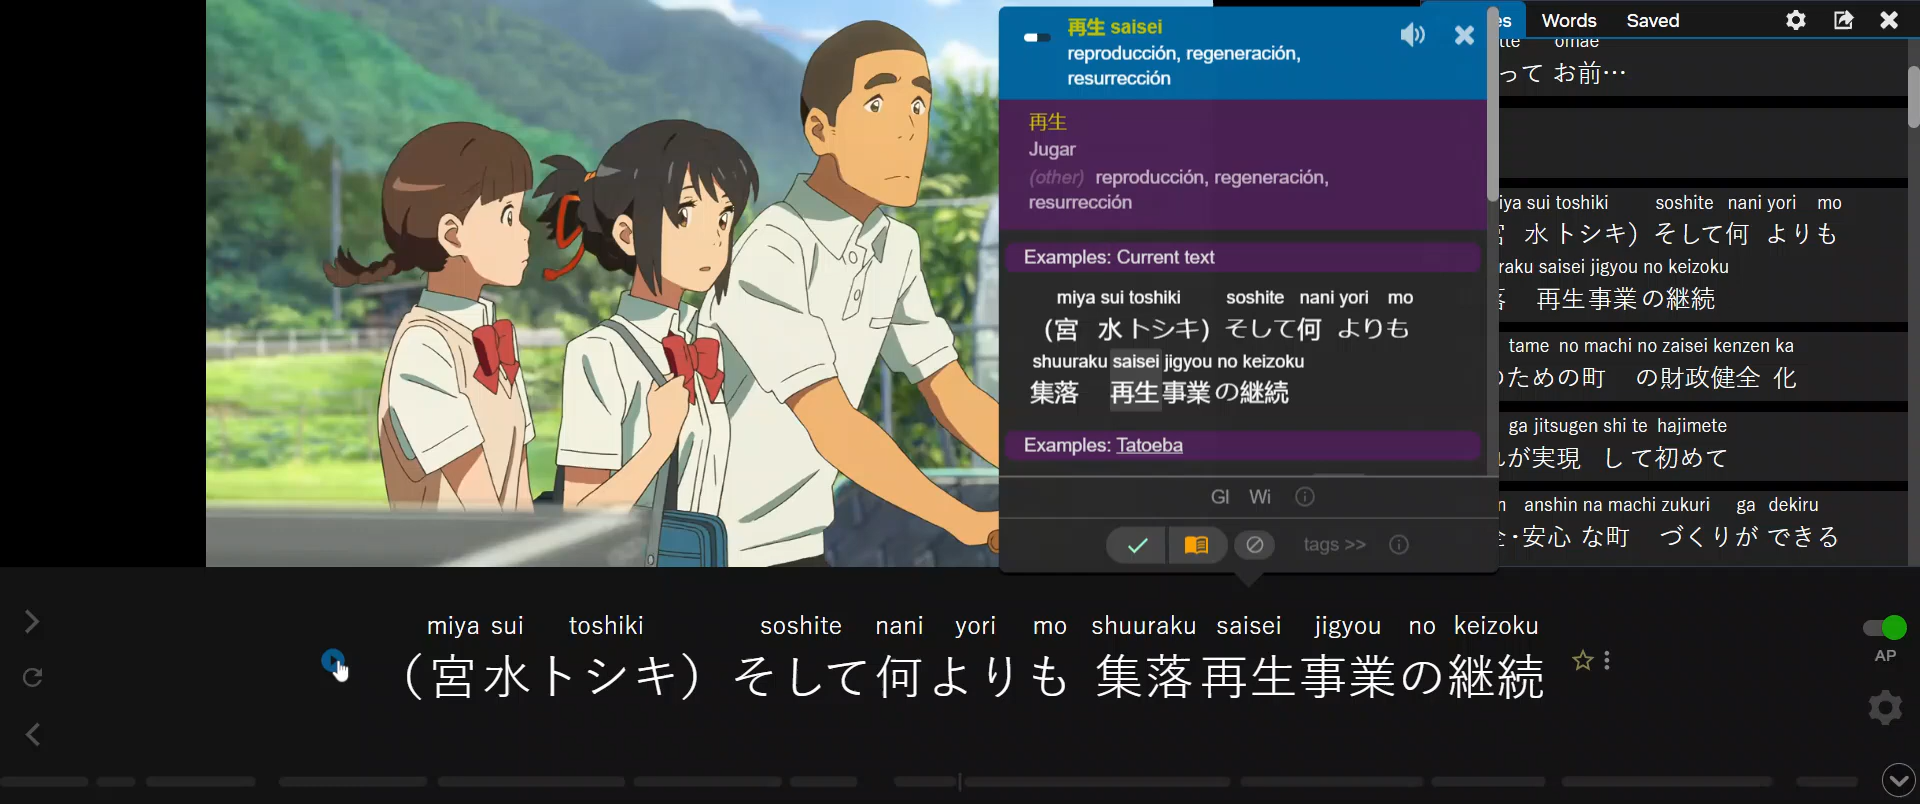 再生 saisei
reproducción, regeneración,
resurrección
再生
Jugar
(other) reproducción, regeneración,
resurrección
Examples: Current text
miya sui toshiki soshite nani yori mo
(宮 水 トシキ) そして何 よりも
shuuraku saisei jigyou no keizoku
集落 再生 事業 の継続
Examples: Tatoeba
GI Wi
tags >>
Words
Saved
omae
って お前…
sui toshiki soshite nani yori mo
水 トシキ) そして何 よりも
saisei jigyou no keizoku
再生 事業 の継続
tame no machi no zaisei kenzen ka
のための町 の財政健全 化
ga jitsugen shi te hajimete
が実現 し て初めて
anshin na machi zukuri ga dekiru
・安心 な町 づくりが できる
miya sui toshiki soshite nani yori mo shuuraku saisei jigyou no keizoku
(宮水トシキ) そして何よりも 集落再生事業の継続
AP